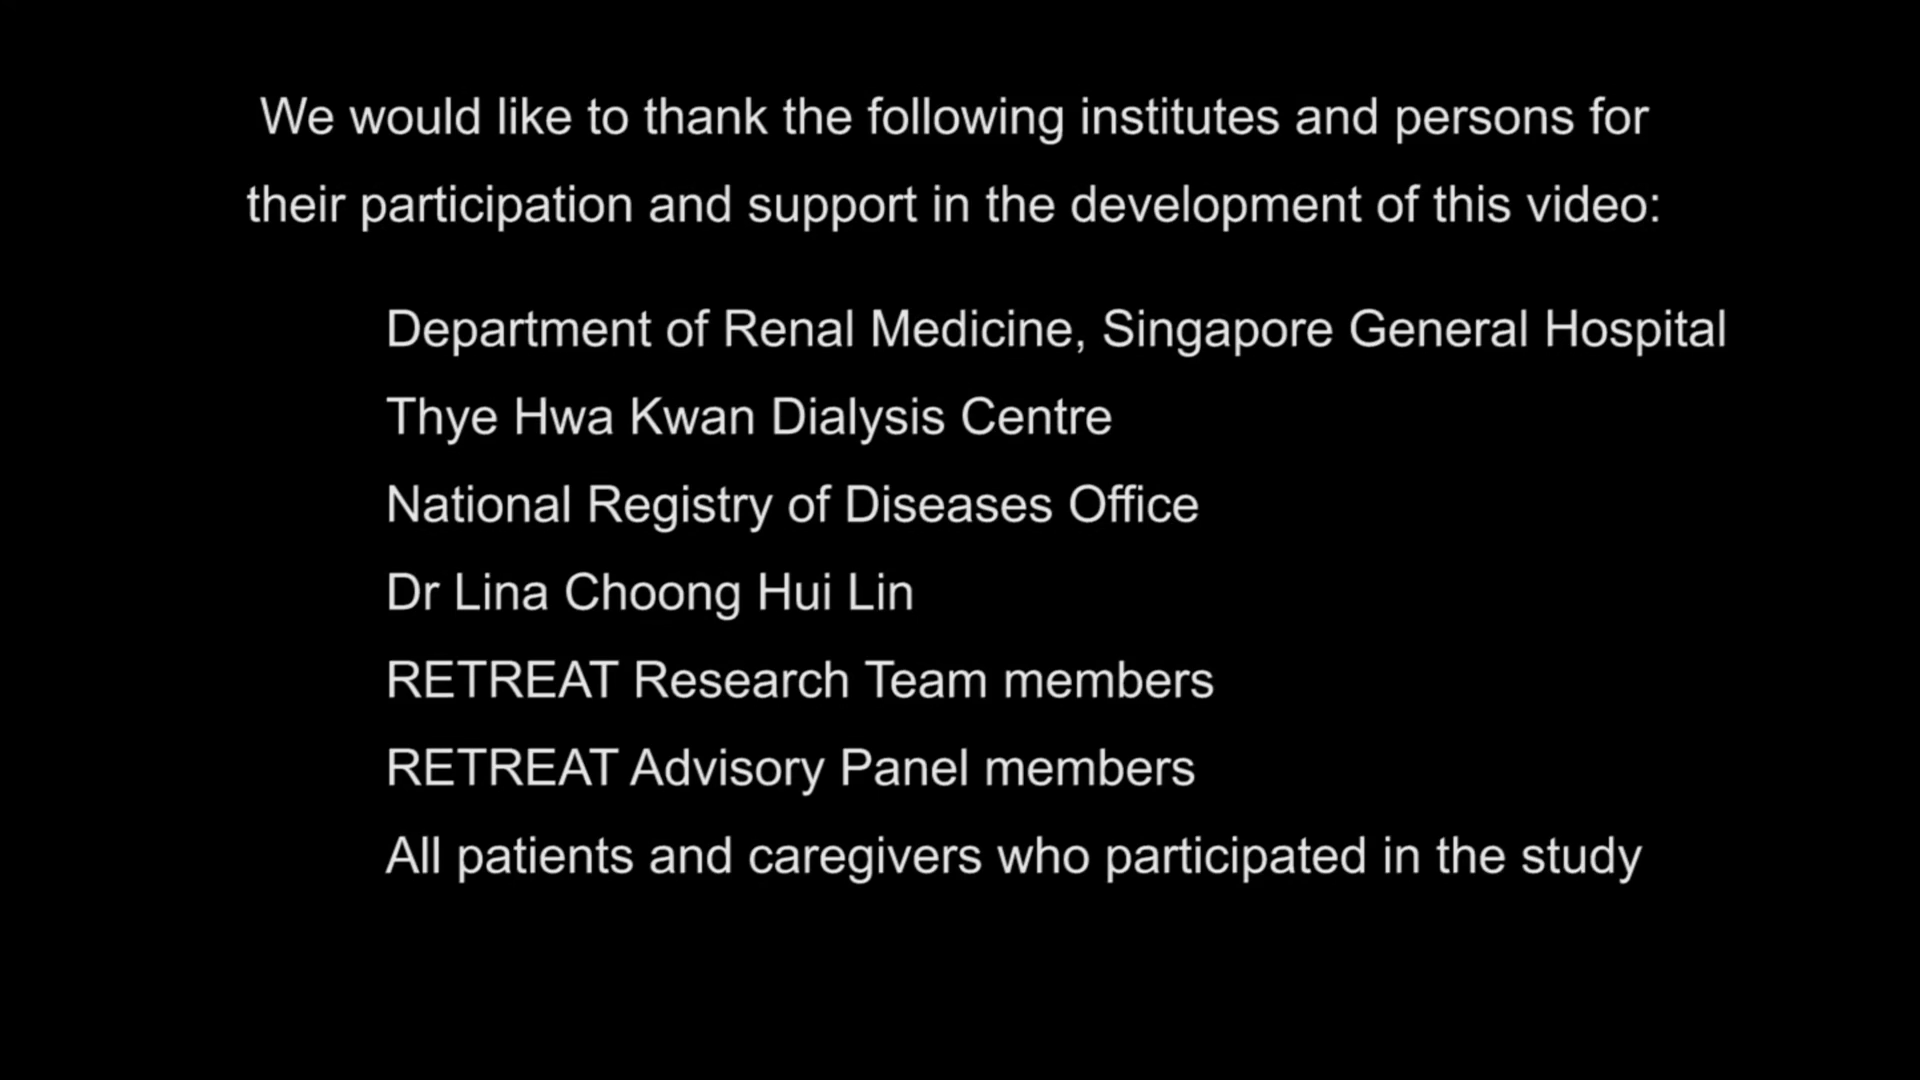 We would like to thank the following institutes and persons for
their participation and support in the development of this video:
Department of Renal Medicine, Singapore General Hospital
Thye Hwa Kwan Dialysis Centre
National Registry of Diseases Office
Dr Lina Choong Hui Lin
RETREAT Research Team members
RETREAT Advisory Panel members
All patients and caregivers who participated in the study